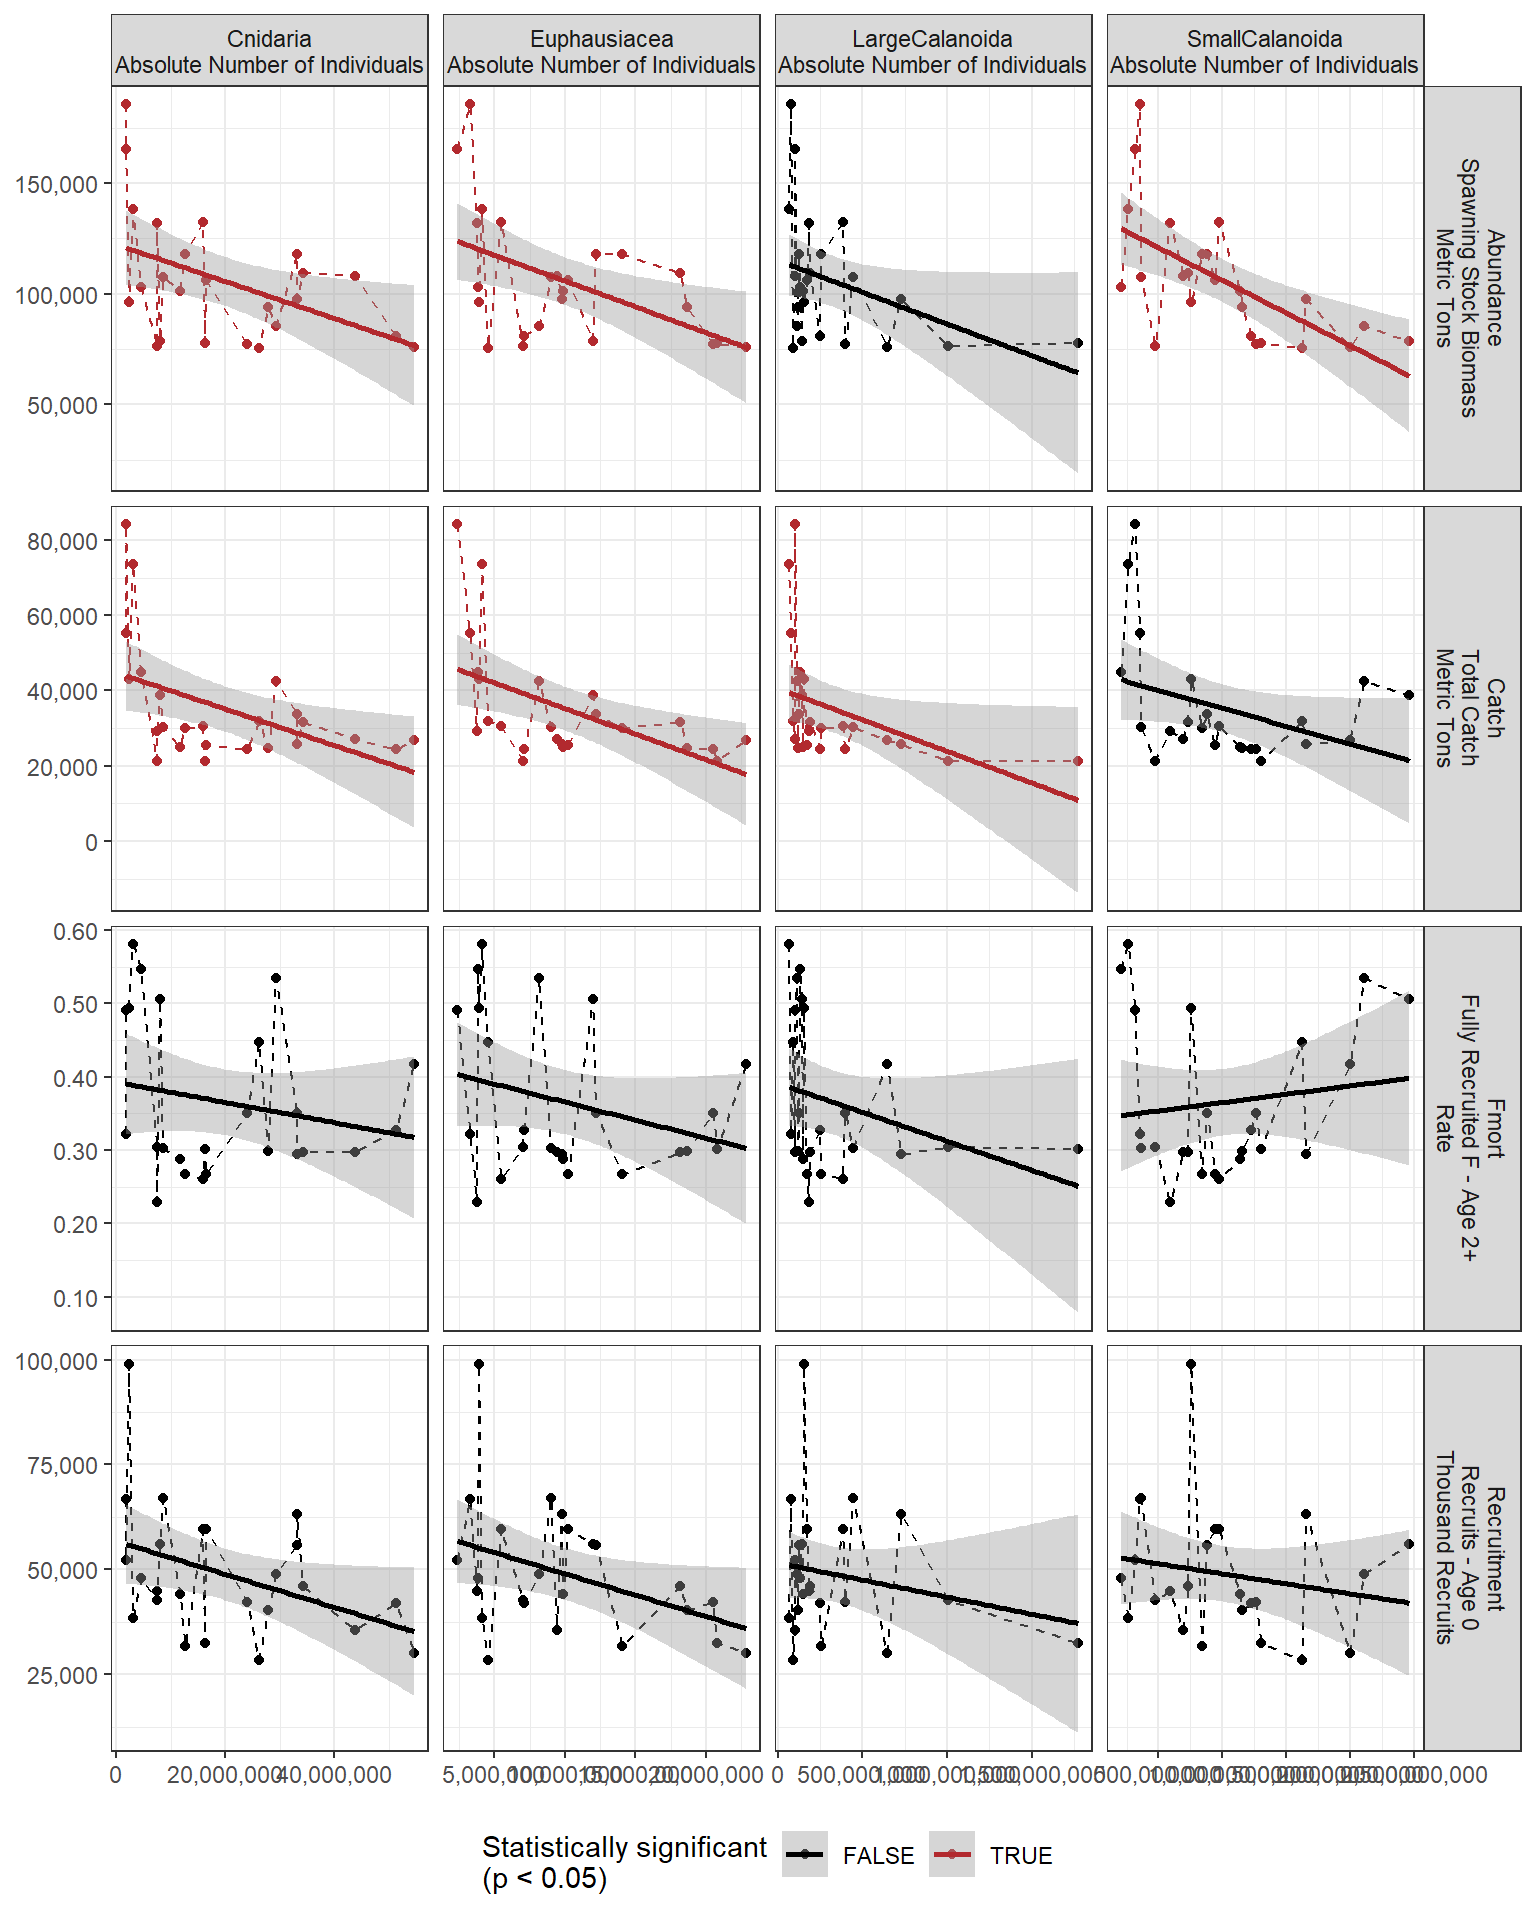 Cnidaria
Absolute Number of Individuals
Euphausiacea
Absolute Number of Individuals
LargeCalanoida
Absolute Number of Individuals
SmallCalanoida
Absolute Number of Individuals
150,000
100,000
50,000
Abundance
Spawning Stock Biomass
Metric Tons
80,000
60,000
40,000
20,000
0
Catch
Total Catch
Metric Tons
0.60
0.50
0.40
0.30
0.20
0.10
Fmort
Fully Recruited F - Age 2+
Rate
100,000
75,000
50,000
25,000
Recruitment
Recruits - Age 0
Thousand Recruits
0
20,000,000
40,000,000
0
Statistically significant
(p < 0.05)
FALSE
TRUE